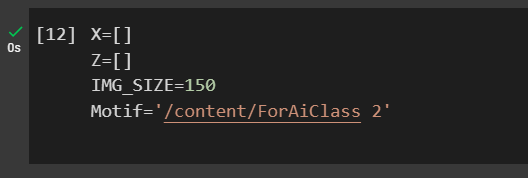 [12] X=[]
0s
Z=[]
IMG_SIZE=150
Motif='/content/ForAiClass 2'